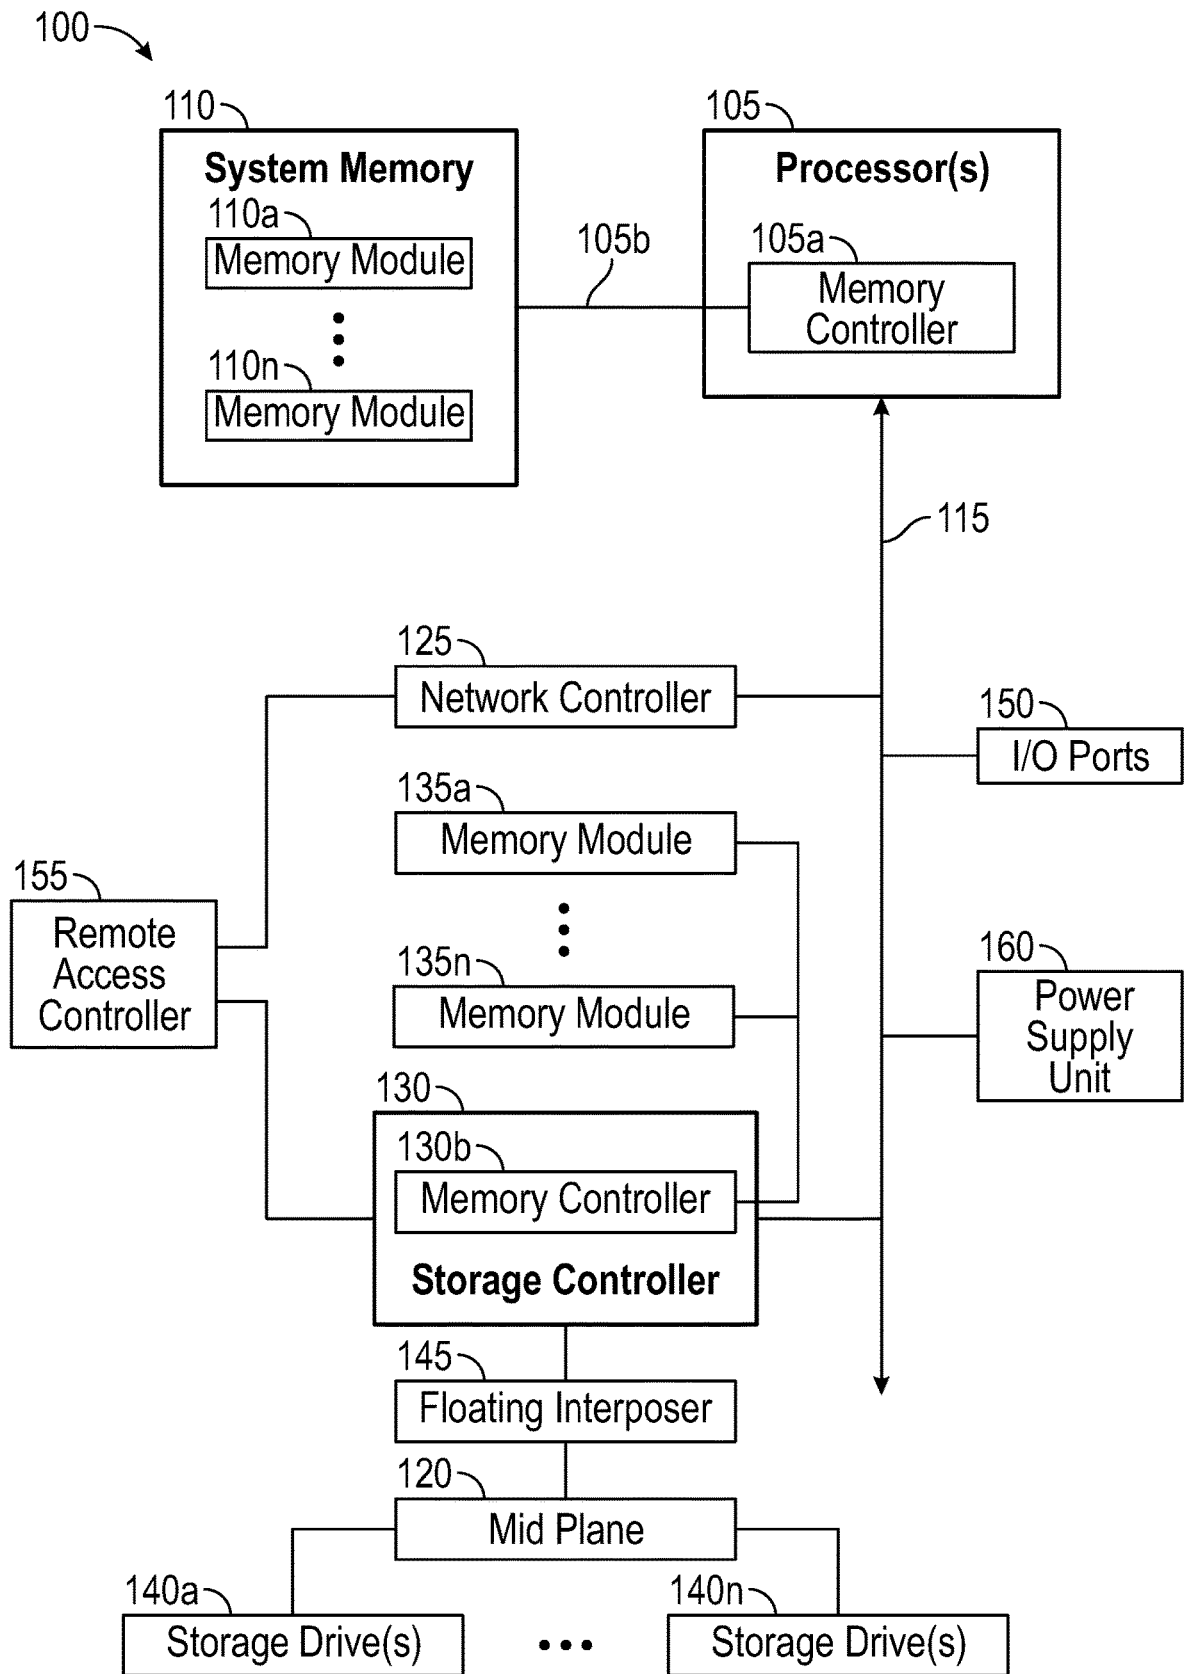 100
110
105
System Memory
Processor(s)
110a
Memory Module
105b
105a
Memory
Controller
110n
Memory Module
115
125
Network Controller
150
I/O Ports
135a
Memory Module
155
Remote
Access
Controller
135n
Memory Module
160
Power
Supply
Unit
130
130b
Memory Controller
Storage Controller
145
Floating Interposer
120
Mid Plane
140a
Storage Drive(s)
140n
Storage Drive(s)